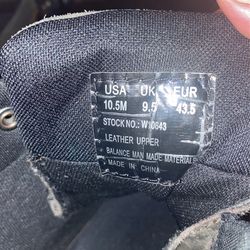 USA UK EUR
10.5M 9.5 43.5
STOCK NO.: W10643
LEATHER UPPER
BALANCE MAN MADE MATERIALS
MADE IN CHINA